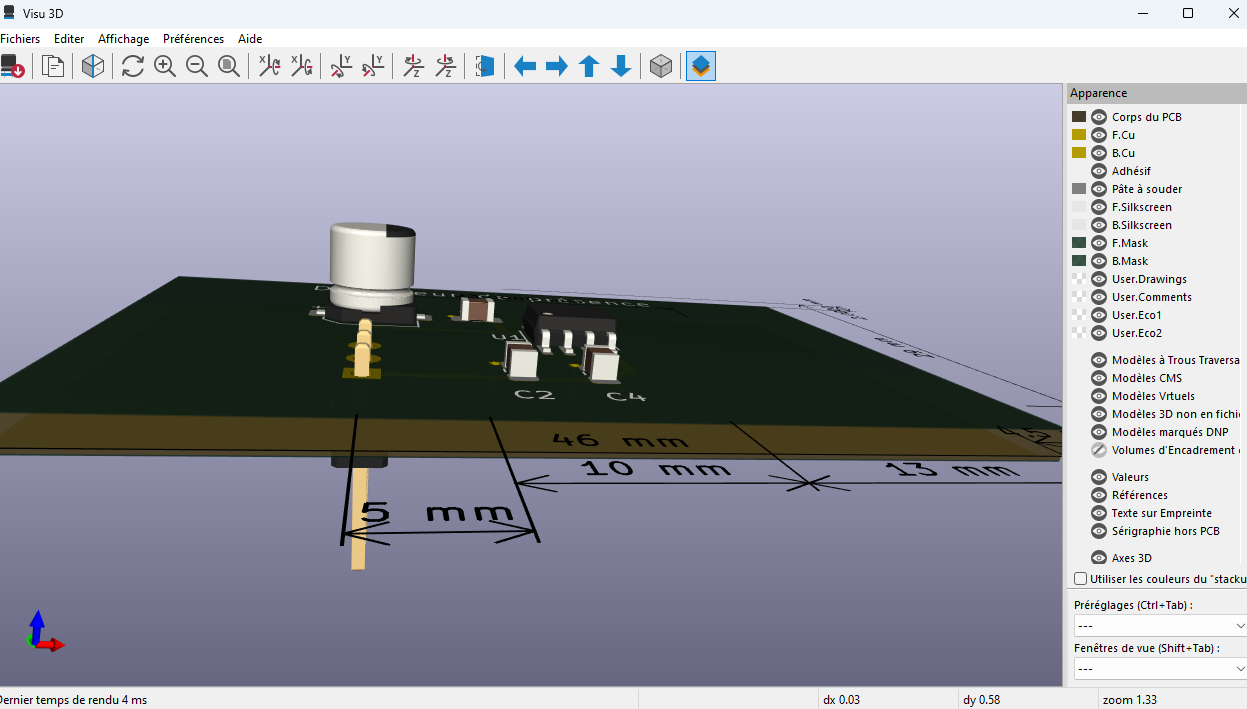 Visu 3D
Fichiers Editer Affichage Préférences Aide
Apparence
Corps du PCB
F.Cu
B.Cu
Adhésif
Pâte à souder
F.Silkscreen
B.Silkscreen
F.Mask
B.Mask
User.Drawings
User.Comments
User.Eco1
User.Eco2
Modèles à Trous Traversa
Modèles CMS
Modèles Vrtuels
Modèles 3D non en fichi
Modèles marqués DNP
Volumes d'Encadrement
Valeurs
Références
Texte sur Empreinte
Sérigraphie hors PCB
Axes 3D
Utiliser les couleurs du "stacku
Préréglages (Ctrl+Tab) :
---
Fenêtres de vue (Shift+Tab) :
---
présence
U1
C2 C4
46 mm
10 mm 13 mm
5 mm
Dernier temps de rendu 4 ms dx 0.03 dy 0.58 zoom 1.33